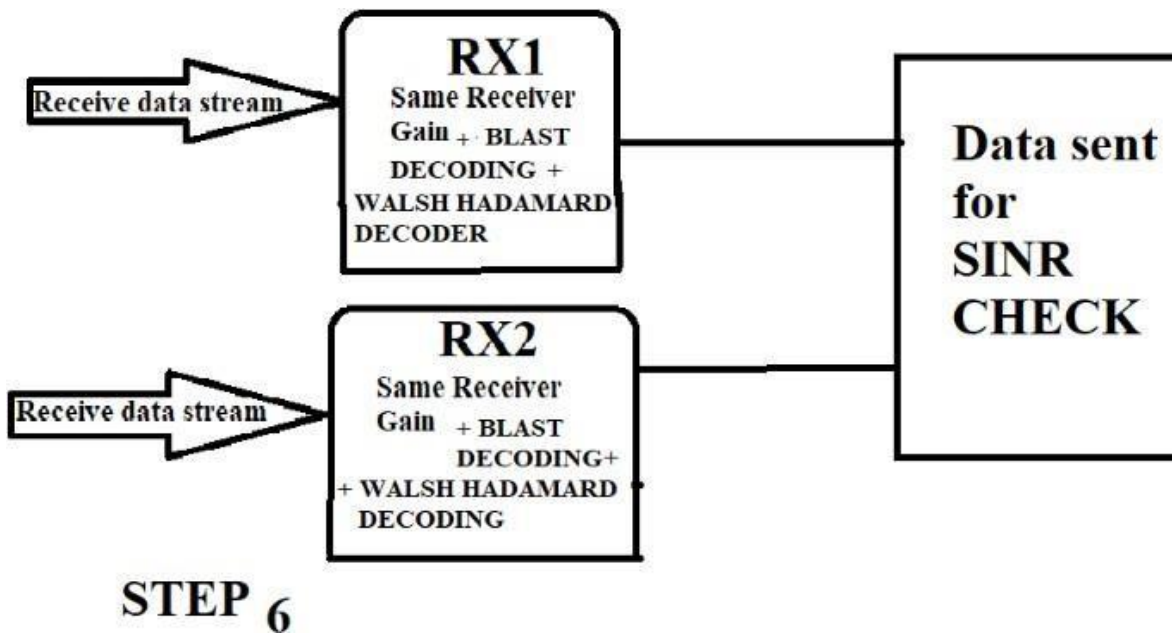 Receive data stream
RX1
Same Receiver
Gain + BLAST
DECODING +
WALSH HADAMARD
DECODER
Data sent
for
SINR
CHECK
Receive data stream
RX2
Same Receiver
Gain + BLAST
DECODING+
+ WALSH HADAMARD
DECODING
STEP 6